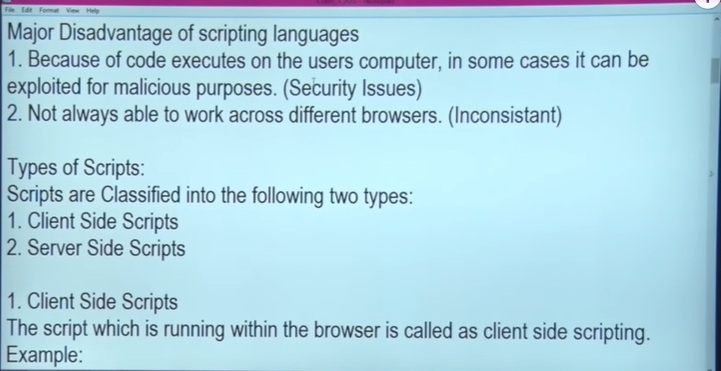 File Edit Format View Help
Major Disadvantage of scripting languages
1. Because of code executes on the users computer, in some cases it can be
exploited for malicious purposes. (Security Issues)
2. Not always able to work across different browsers. (Inconsistant)
Types of Scripts:
Scripts are Classified into the following two types:
1. Client Side Scripts
2. Server Side Scripts
1. Client Side Scripts
The script which is running within the browser is called as client side scripting.
Example: